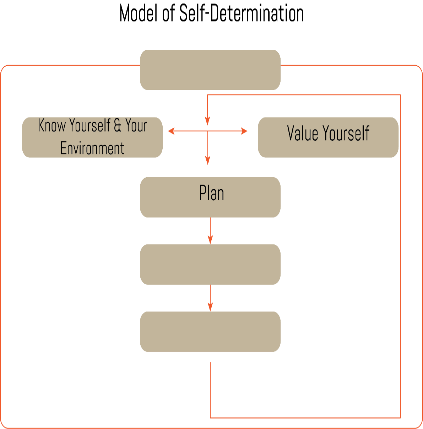 Model of Self-Determination
Know Yourself & Your
Environment
Value Yourself
Plan